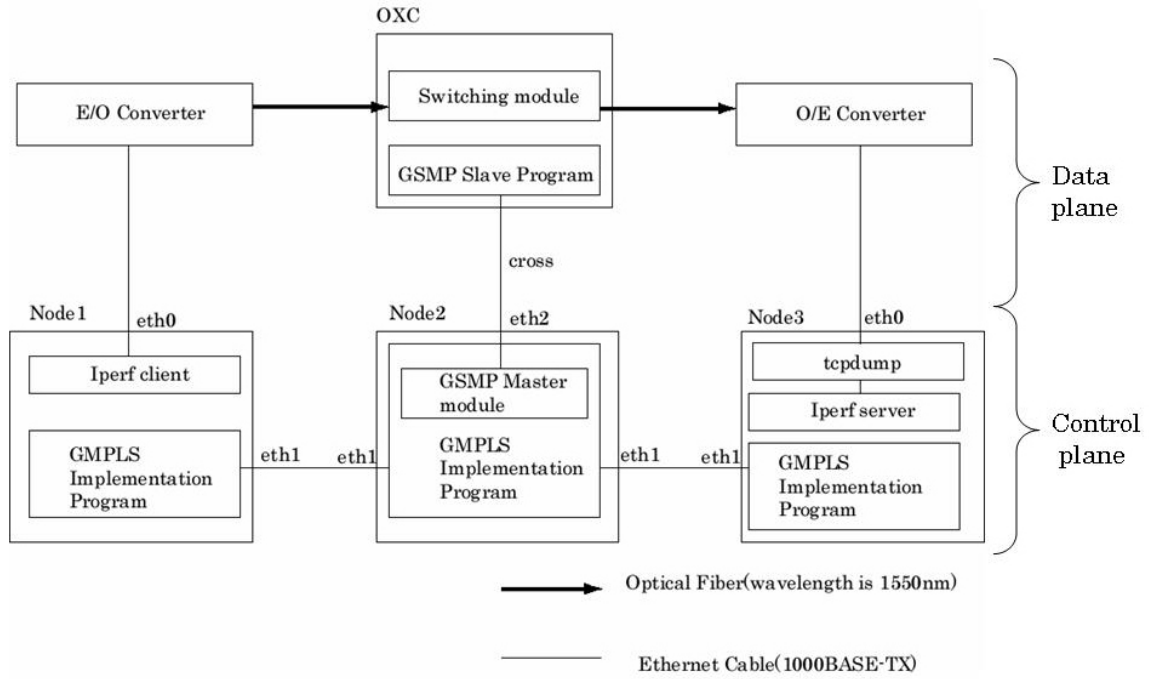 OXC
E/O Converter
Switching module
O/E Converter
GSMP Slave Program
Data
plane
cross
Node1
eth0
Node2
eth2
Node3
eth0
Iperf client
GSMP Master
module
tcpdump
Iperf server
GMPLS
Implementation
Program
eth1
eth1
GMPLS
Implementation
Program
eth1
eth1
GMPLS
Implementation
Program
Control
plane
Optical Fiber(wavelength is 1550nm)
Ethernet Cable(1000BASE-TX)